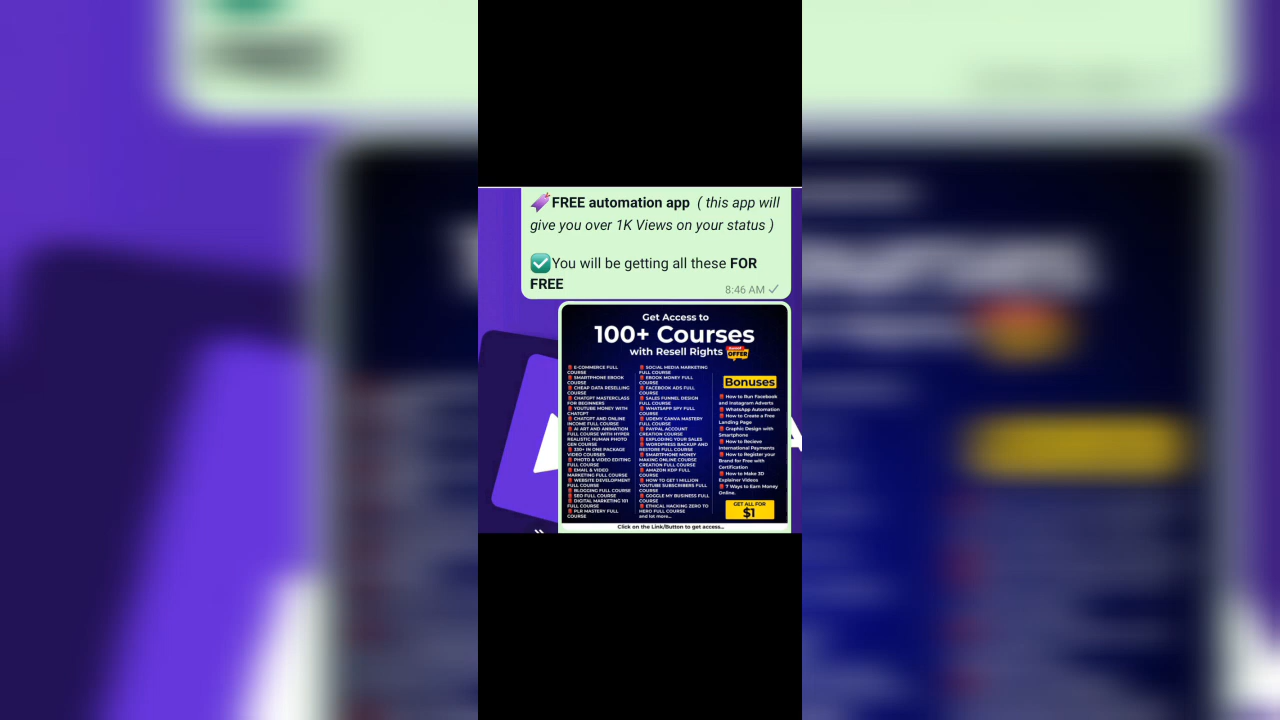 FREE automation app ( this app will
give you over 1K Views on your status )
You will be getting all these FOR
FREE
8:46 AM
Get Access to
100+ Courses
with Resell Rights
OFFER
E-COMMERCE FULL
COURSE
SMARTPHONE EBOOK
COURSE
CHEAP DATA RESELLING
COURSE
CHATGPT MASTERCLASS
FOR BEGINNERS
YOUTUBE MONEY WITH
CHATGPT
CHATGPT AND ONLINE
INCOME FULL COURSE
AI ART AND ANIMATION
FULL COURSE WITH HYPER
REALISTIC HUMAN PHOTO
GEN COURSE
330+ IN ONE PACKAGE
VIDEO COURSES
PHOTO & VIDEO EDITING
FULL COURSE
EMAIL & VIDEO
MARKETING FULL COURSE
WEBSITE DEVELOPMENT
FULL COURSE
BLOGGING FULL COURSE
SEO FULL COURSE
DIGITAL MARKETING 101
FULL COURSE
PLR MASTERY FULL
COURSE
SOCIAL MEDIA MARKETING
FULL COURSE
EBOOK MONEY FULL
COURSE
FACEBOOK ADS FULL
COURSE
SALES FUNNEL DESIGN
FULL COURSE
WHATSAPP SPY FULL
COURSE
UDEMY CANVA MASTERY
FULL COURSE
PAYPAL ACCOUNT
CREATION COURSE
EXPLODING YOUR SALES
WORDPRESS BACKUP AND
RESTORE FULL COURSE
SMARTPHONE MONEY
MAKING ONLINE COURSE
CREATION FULL COURSE
AMAZON KDP FULL
COURSE
HOW TO GET 1 MILLION
YOUTUBE SUBSCRIBERS FULL
COURSE
GOGGLE MY BUSINESS FULL
COURSE
ETHICAL HACKING ZERO TO
HERO FULL COURSE
and lot more...
Bonuses
How to Run Facebook
and Instagram Adverts
WhatsApp Automation
How to Create a Free
Landing Page
Graphic Design with
Smartphone
How to Recieve
International Payments
How to Register your
Brand for Free with
Certification
How to Make 3D
Explainer Videos
7 Ways to Earn Money
Online.
GET ALL FOR
$1
Click on the Link/Button to get access...